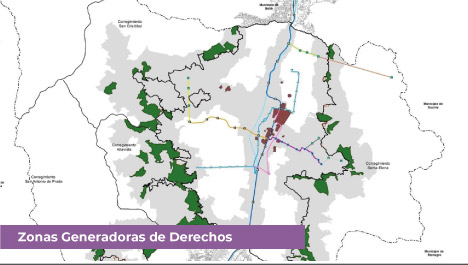 Municipio de
Bello
Corregimiento
San Cristóbal
Municipio de
Guarne
Corregimiento
Altavista
Corregimiento
Santa Elena
Corregimiento
San Antonio de Prado
Municipio de
Rionegro
Zonas Generadoras de Derechos